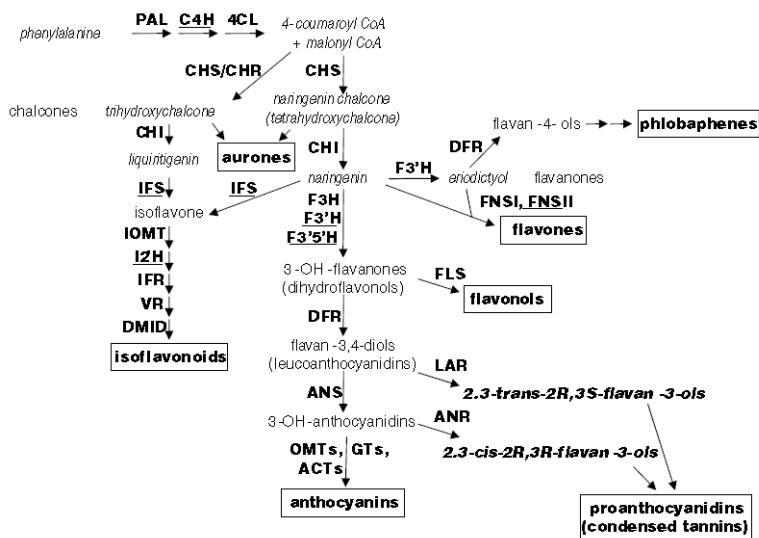 PAL C4H 4CL
phenylalanine
4-coumaroyl CoA
+ malonyl CoA
CHS/CHR
CHS
chalcones
trihydroxychalcone
naringenin chalcone
(tetrahydroxychalcone)
flavan -4- ols
phlobaphenes
CHI
aurones
CHI
DFR
liquiritigenin
F3'H
naringenin
eriodictyol
flavanones
IFS
IFS
isoflavone
F3H
F3'H
F3'5'H
FNSI, FNSII
flavones
IOMT
I2'H
IFR
VR
DMID
isoflavonoids
3-OH -flavanones
(dihydroflavonols)
FLS
flavonols
DFR
flavan -3,4-diols
(leucoanthocyanidins)
LAR
ANS
2.3-trans-2R,3S-flavan -3-ols
3-OH-anthocyanidins
ANR
OMTs, GTs,
ACTs
2.3-cis-2R,3R-flavan -3-ols
anthocyanins
proanthocyanidins
(condensed tannins)